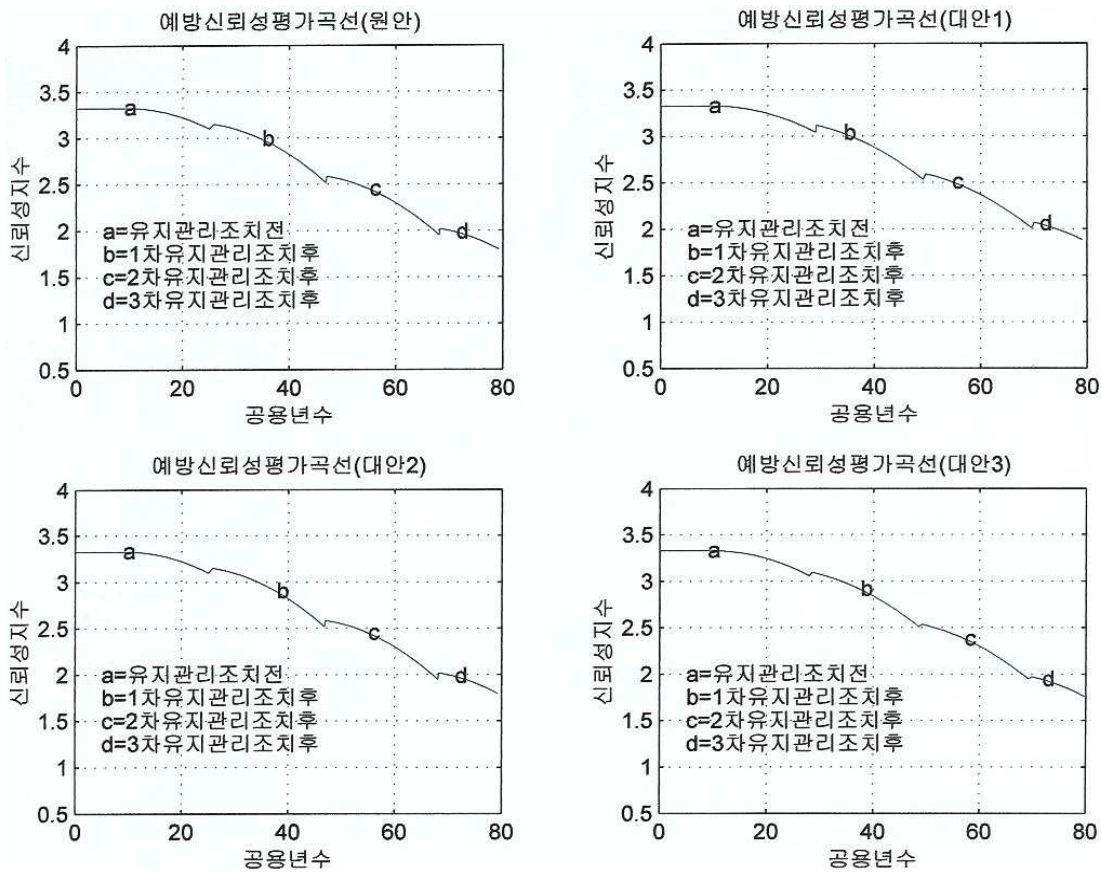 예방신뢰성평가곡선(원안)
4
3.5
3
2.5
2
1.5
1
0.5
신뢰성지수
a
b
c
d
a=유지관리조치전
b=1차유지관리조치후
c=2차유지관리조치후
d=3차유지관리조치후
0 20 40 60 80
공용년수
예방신뢰성평가곡선(대안1)
4
3.5
3
2.5
2
1.5
1
0.5
신뢰성지수
a
b
c
d
a=유지관리조치전
b=1차유지관리조치후
c=2차유지관리조치후
d=3차유지관리조치후
0 20 40 60 80
공용년수
예방신뢰성평가곡선(대안2)
4
3.5
3
2.5
2
1.5
1
0.5
신뢰성지수
a
b
c
d
a=유지관리조치전
b=1차유지관리조치후
c=2차유지관리조치후
d=3차유지관리조치후
0 20 40 60 80
공용년수
예방신뢰성평가곡선(대안3)
4
3.5
3
2.5
2
1.5
1
0.5
신뢰성지수
a
b
c
d
a=유지관리조치전
b=1차유지관리조치후
c=2차유지관리조치후
d=3차유지관리조치후
0 20 40 60 80
공용년수